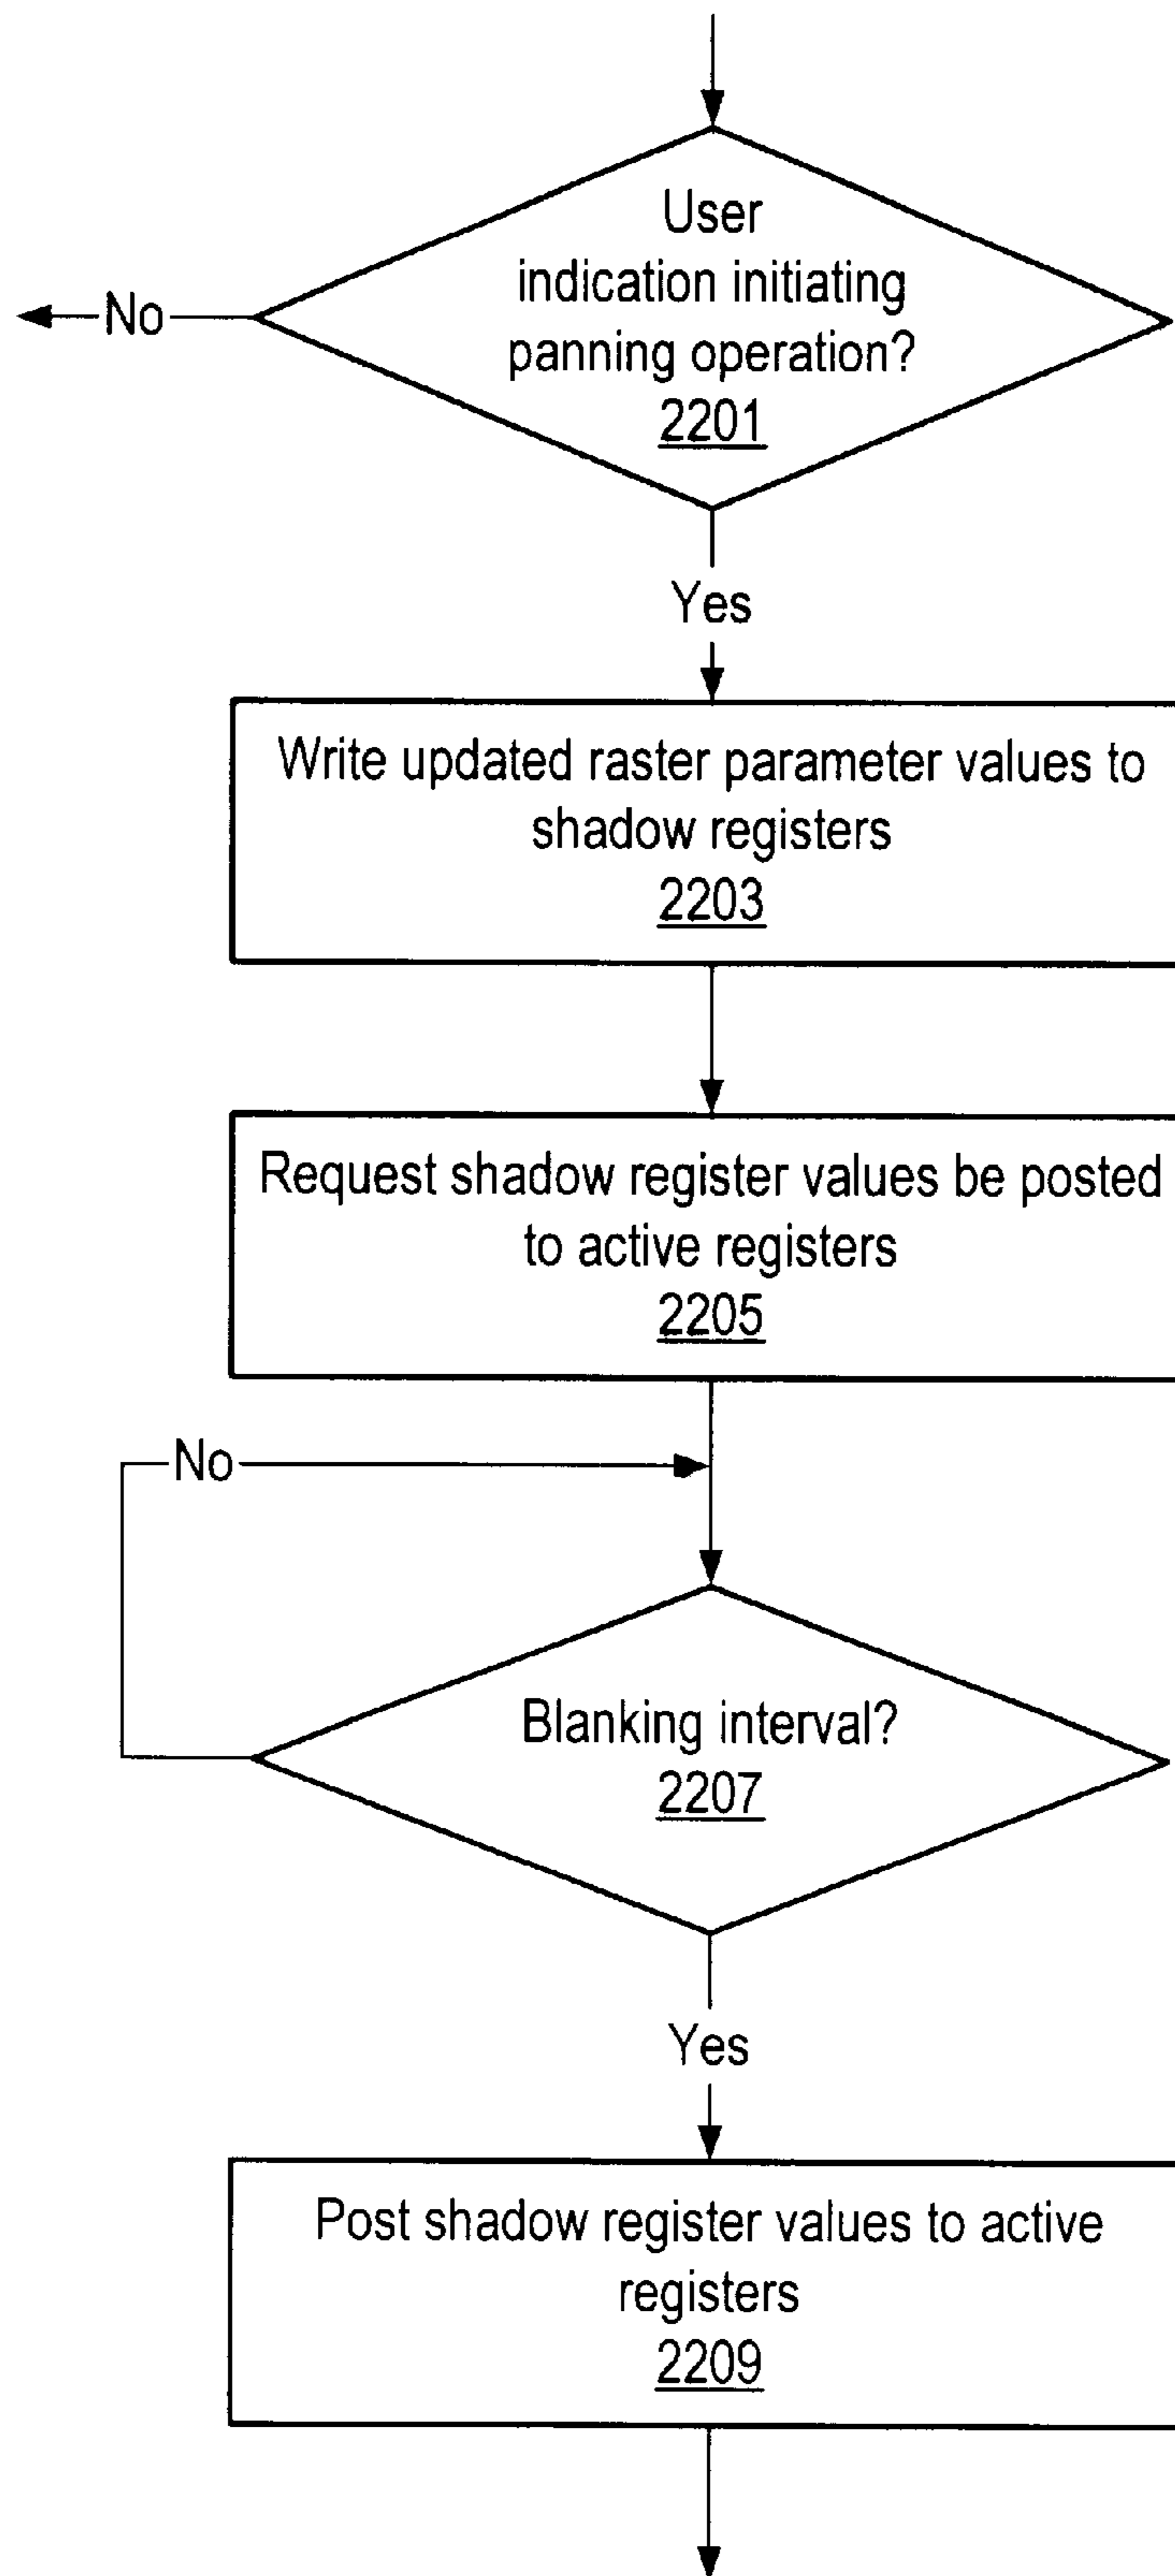 User
indication initiating
panning operation?
2201
No
Yes
Write updated raster parameter values to
shadow registers
2203
Request shadow register values be posted
to active registers
2205
No
Blanking interval?
2207
Yes
Post shadow register values to active
registers
2209